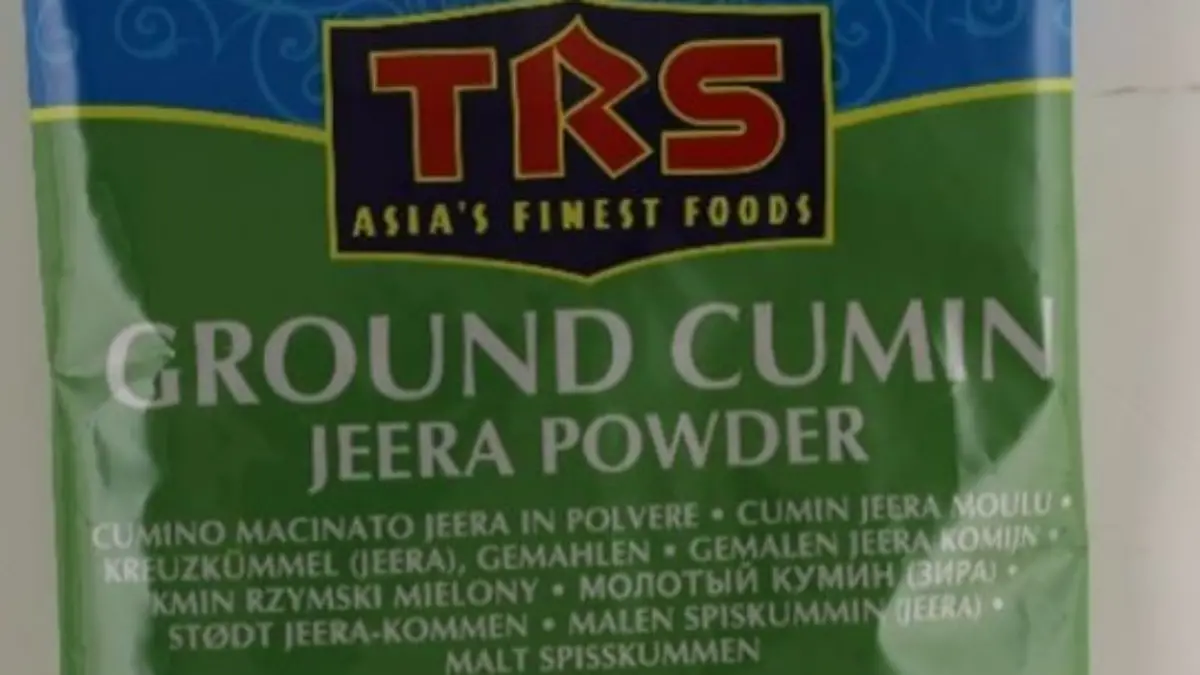 TRS
ASIA'S FINEST FOODS
GROUND CUMIN
JEERA POWDER
CUMINO MACINATO JEERA IN POLVERE • CUMIN JEERA MOULU •
KREUZKÜMMEL (JEERA), GEMAHLEN • GEMALEN JEERA KOMIJN •
KMIN RZYMSKI MIELONY • МОЛОТЫЙ КУМИН (ЗИРА) •
STØDT JEERA-KOMMEN • MALEN SPISKUMMIN (JEERA) •
MALT SPISSKUMMEN